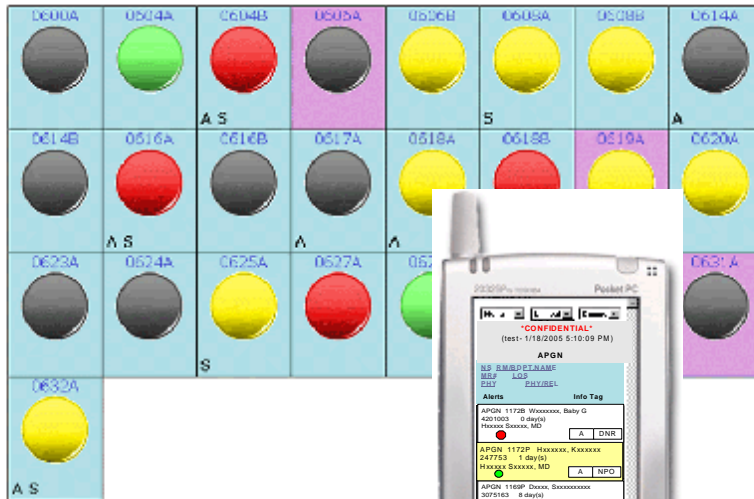 0600A 0604A 0604B 0605A 0606B 0608A 0608B 0614A
A S S A
0614B 0616A 0616B 0617A 0618A 0618B 0619A 0620A
A S A A
0623A 0624A 0625A 0627A 0631A
S
0632A
A S
Pocket PC
*CONFIDENTIAL*
(test- 1/18/2005 5:10:09 PM)
APGN
NS RM/BD PT.NAME
MR# LOS
PHY PHY/REL
Alerts Info Tag
APGN 1172B Wxxxxxxx, Baby G
4201003 0 day(s)
Hxxxxx Sxxxxx, MD
A DNR
APGN 1172P Hxxxxxx, Kxxxxxx
247753 1 day(s)
Hxxxxx Sxxxxx, MD
A NPO
APGN 1169P Dxxxx, Sxxxxxxxxxx
3075163 8 day(s)